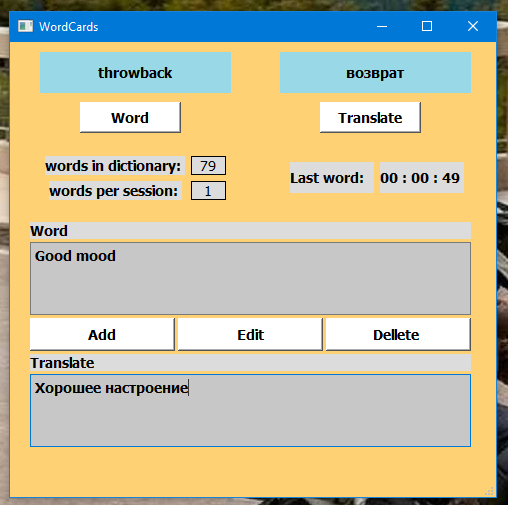 WordCards
throwback возврат
Word Translate
words in dictionary: 79
words per session: 1
Last word: 00 : 00 : 49
Word
Good mood
Add Edit Dellete
Translate
Хорошее настроение